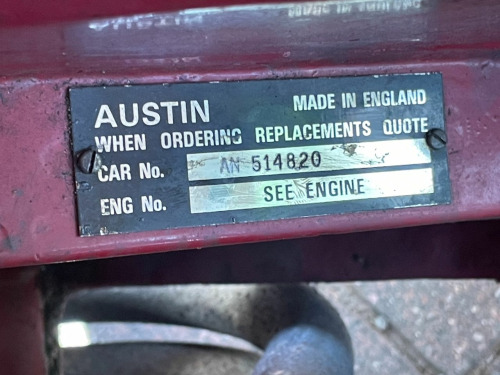 AUSTIN MADE IN ENGLAND
WHEN ORDERING REPLACEMENTS QUOTE
CAR No. AN 514820
ENG No. SEE ENGINE